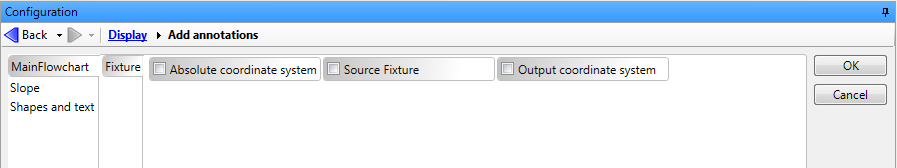 Configuration
Back Display Add annotations
MainFlowchart Fixture Absolute coordinate system Source Fixture Output coordinate system OK
Slope
Cancel
Shapes and text